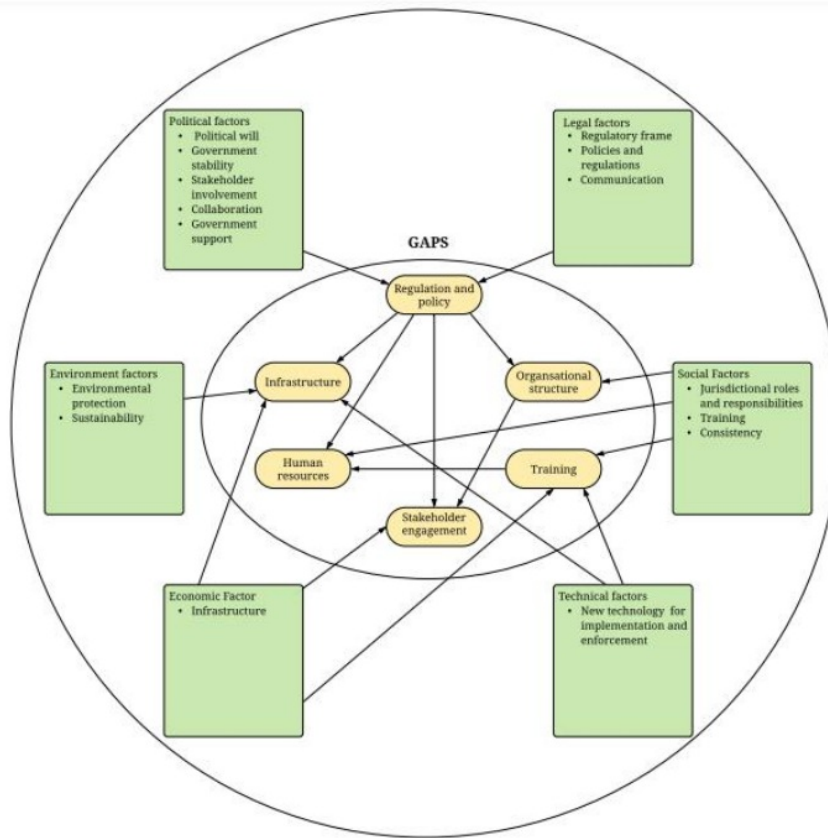 Political factors
• Political will
• Government
stability
• Stakeholder
involvement
• Collaboration
• Government
support
Legal factors
• Regulatory frame
• Policies and
regulations
• Communication
GAPS
Regulation and
policy
Environment factors
• Environmental
protection
• Sustainability
Infrastructure
Organsational
structure
Social Factors
• Jurisdictional roles
and responsibilities
• Training
• Consistency
Human
resources
Training
Stakeholder
engagement
Economic Factor
• Infrastructure
Technical factors
• New technology for
implementation and
enforcement